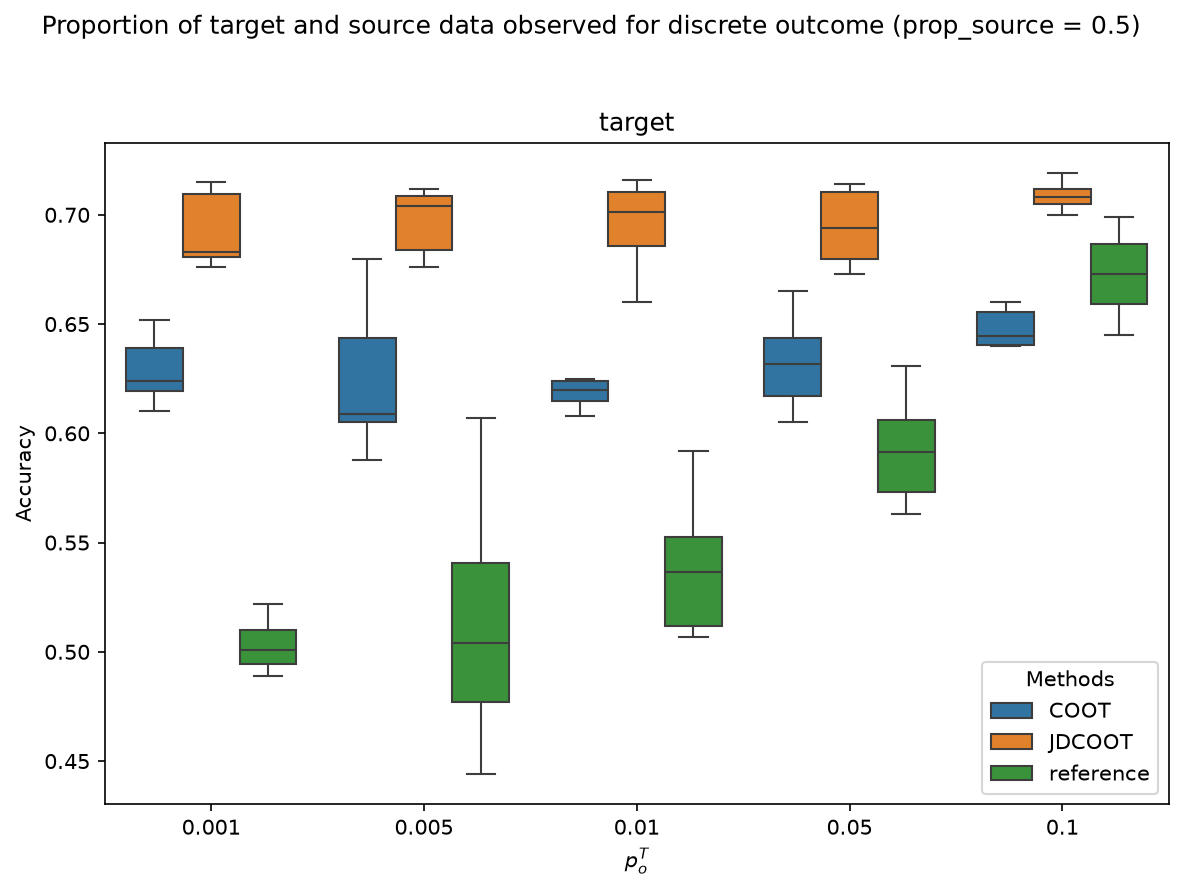 Proportion of target and source data observed for discrete outcome (prop_source = 0.5)
target
Accuracy
0.70
0.65
0.60
0.55
0.50
0.45
0.001
0.005
0.01
0.05
0.1
$p_o^T$
Methods
COOT
JDCOOT
reference